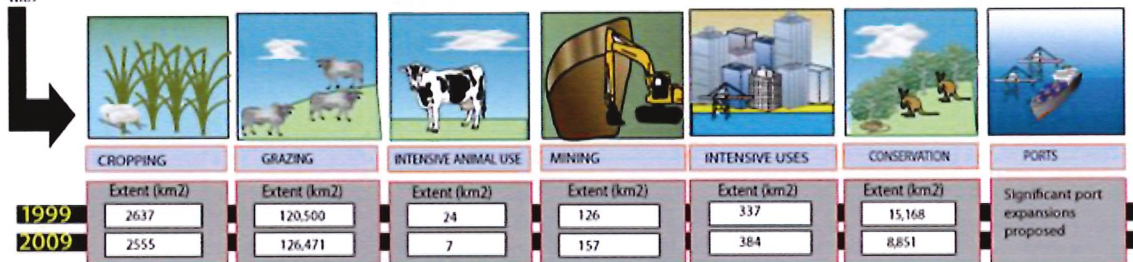 CROPPING GRAZING INTENSIVE ANIMAL USE MINING INTENSIVE USES CONSERVATION PORTS
Extent (km2) Extent (km2) Extent (km2) Extent (km2) Extent (km2) Extent (km2) Significant port
1999 2637 120,500 24 126 337 15,168 expansions
2009 2555 126,471 7 157 384 8,851 proposed